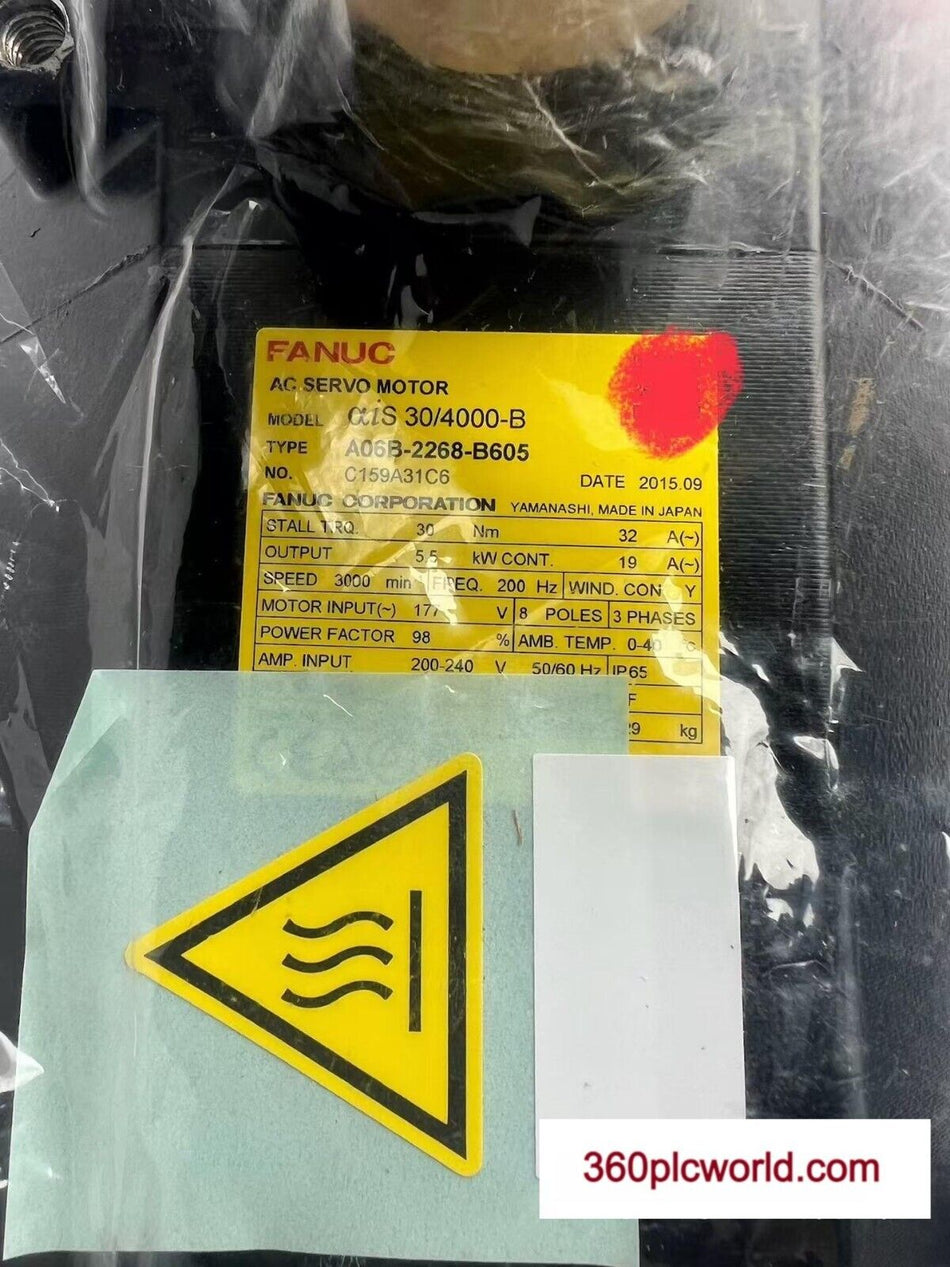 FANUC
AC SERVO MOTOR
MODEL αiS 30/4000-B
TYPE A06B-2268-B605
NO. C159A31C6 DATE 2015.09
FANUC CORPORATION YAMANASHI, MADE IN JAPAN
STALL TRQ. 30 Nm 32 A(~)
OUTPUT 5.5 kW CONT. 19 A(~)
SPEED 3000 min FREQ. 200 Hz WIND. CON. Y
MOTOR INPUT(~) 177 V 8 POLES 3 PHASES
POWER FACTOR 98 % AMB. TEMP. 0-40 °C
AMP. INPUT 200-240 V 50/60 Hz IP65
F
kg
360plcworld.com